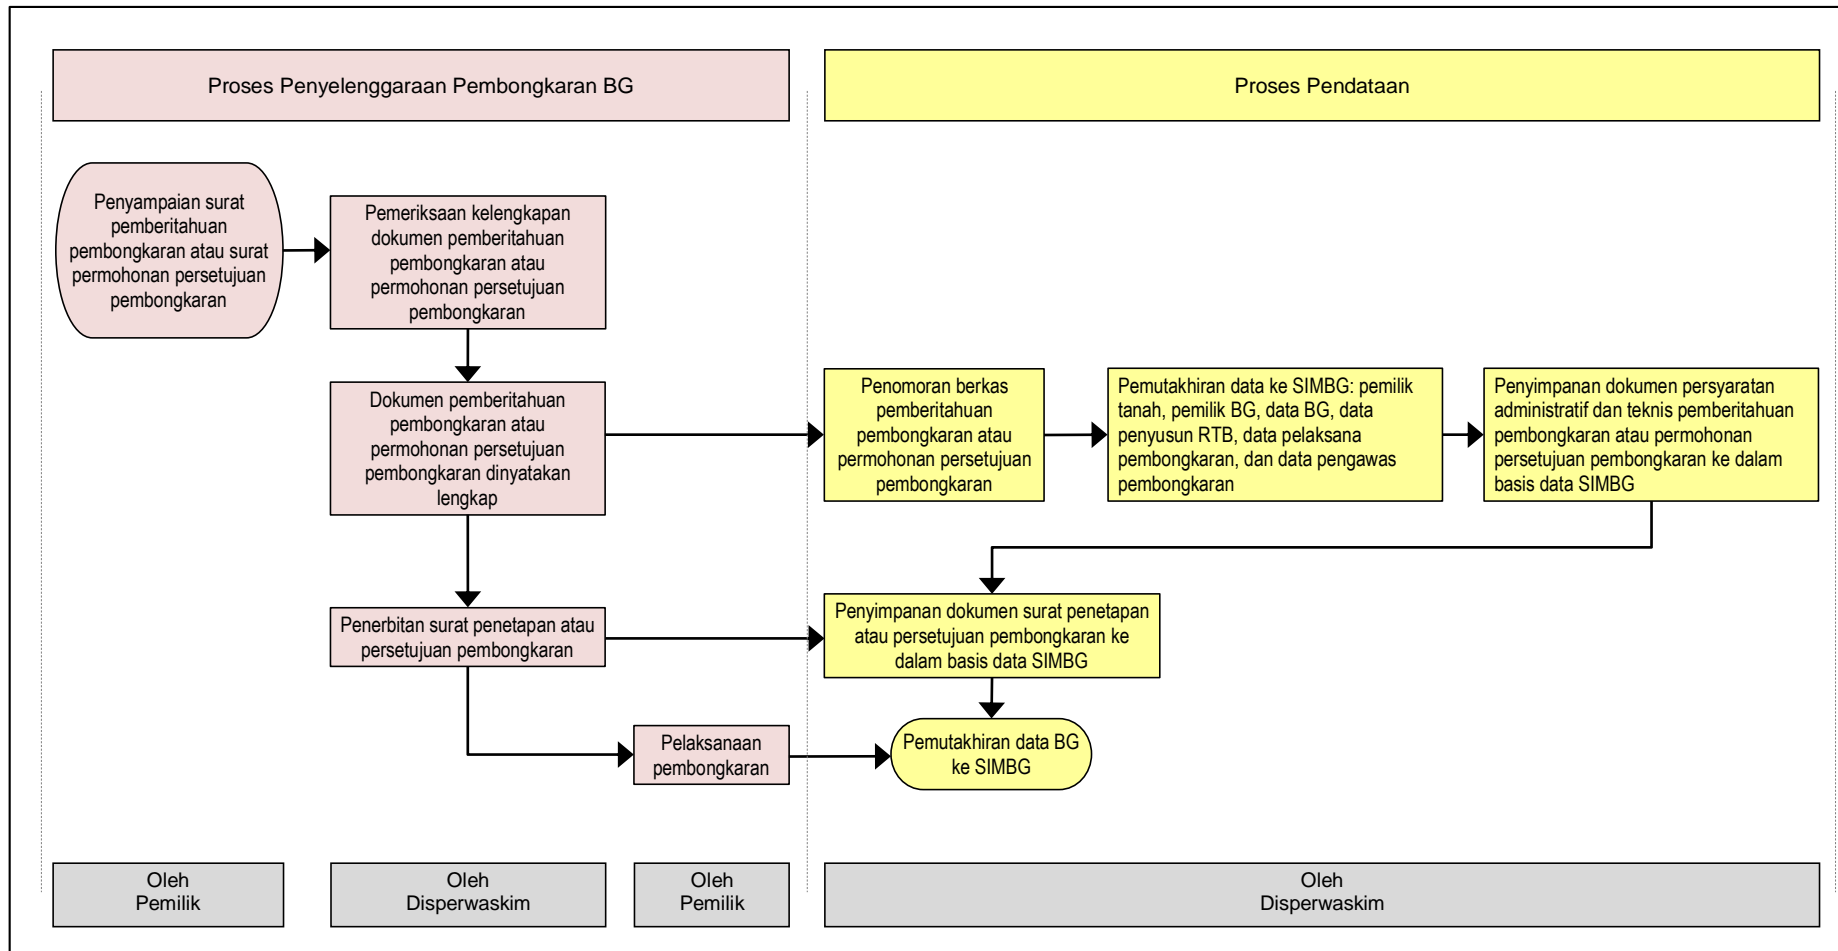 Proses Penyelenggaraan Pembongkaran BG
Proses Pendataan
Penyampaian surat
pemberitahuan
pembongkaran atau surat
permohonan persetujuan
pembongkaran
Pemeriksaan kelengkapan
dokumen pemberitahuan
pembongkaran atau
permohonan persetujuan
pembongkaran
Dokumen pemberitahuan
pembongkaran atau
permohonan persetujuan
pembongkaran dinyatakan
lengkap
Penomoran berkas
pemberitahuan
pembongkaran atau
permohonan persetujuan
pembongkaran
Pemutakhiran data ke SIMBG: pemilik
tanah, pemilik BG, data BG, data
penyusun RTB, data pelaksana
pembongkaran, dan data pengawas
pembongkaran
Penyimpanan dokumen persyaratan
administratif dan teknis pemberitahuan
pembongkaran atau permohonan
persetujuan pembongkaran ke dalam
basis data SIMBG
Penerbitan surat penetapan atau
persetujuan pembongkaran
Penyimpanan dokumen surat penetapan
atau persetujuan pembongkaran ke
dalam basis data SIMBG
Pelaksanaan
pembongkaran
Pemutakhiran data BG
ke SIMBG
Oleh
Pemilik
Oleh
Disperwaskim
Oleh
Pemilik
Oleh
Disperwaskim